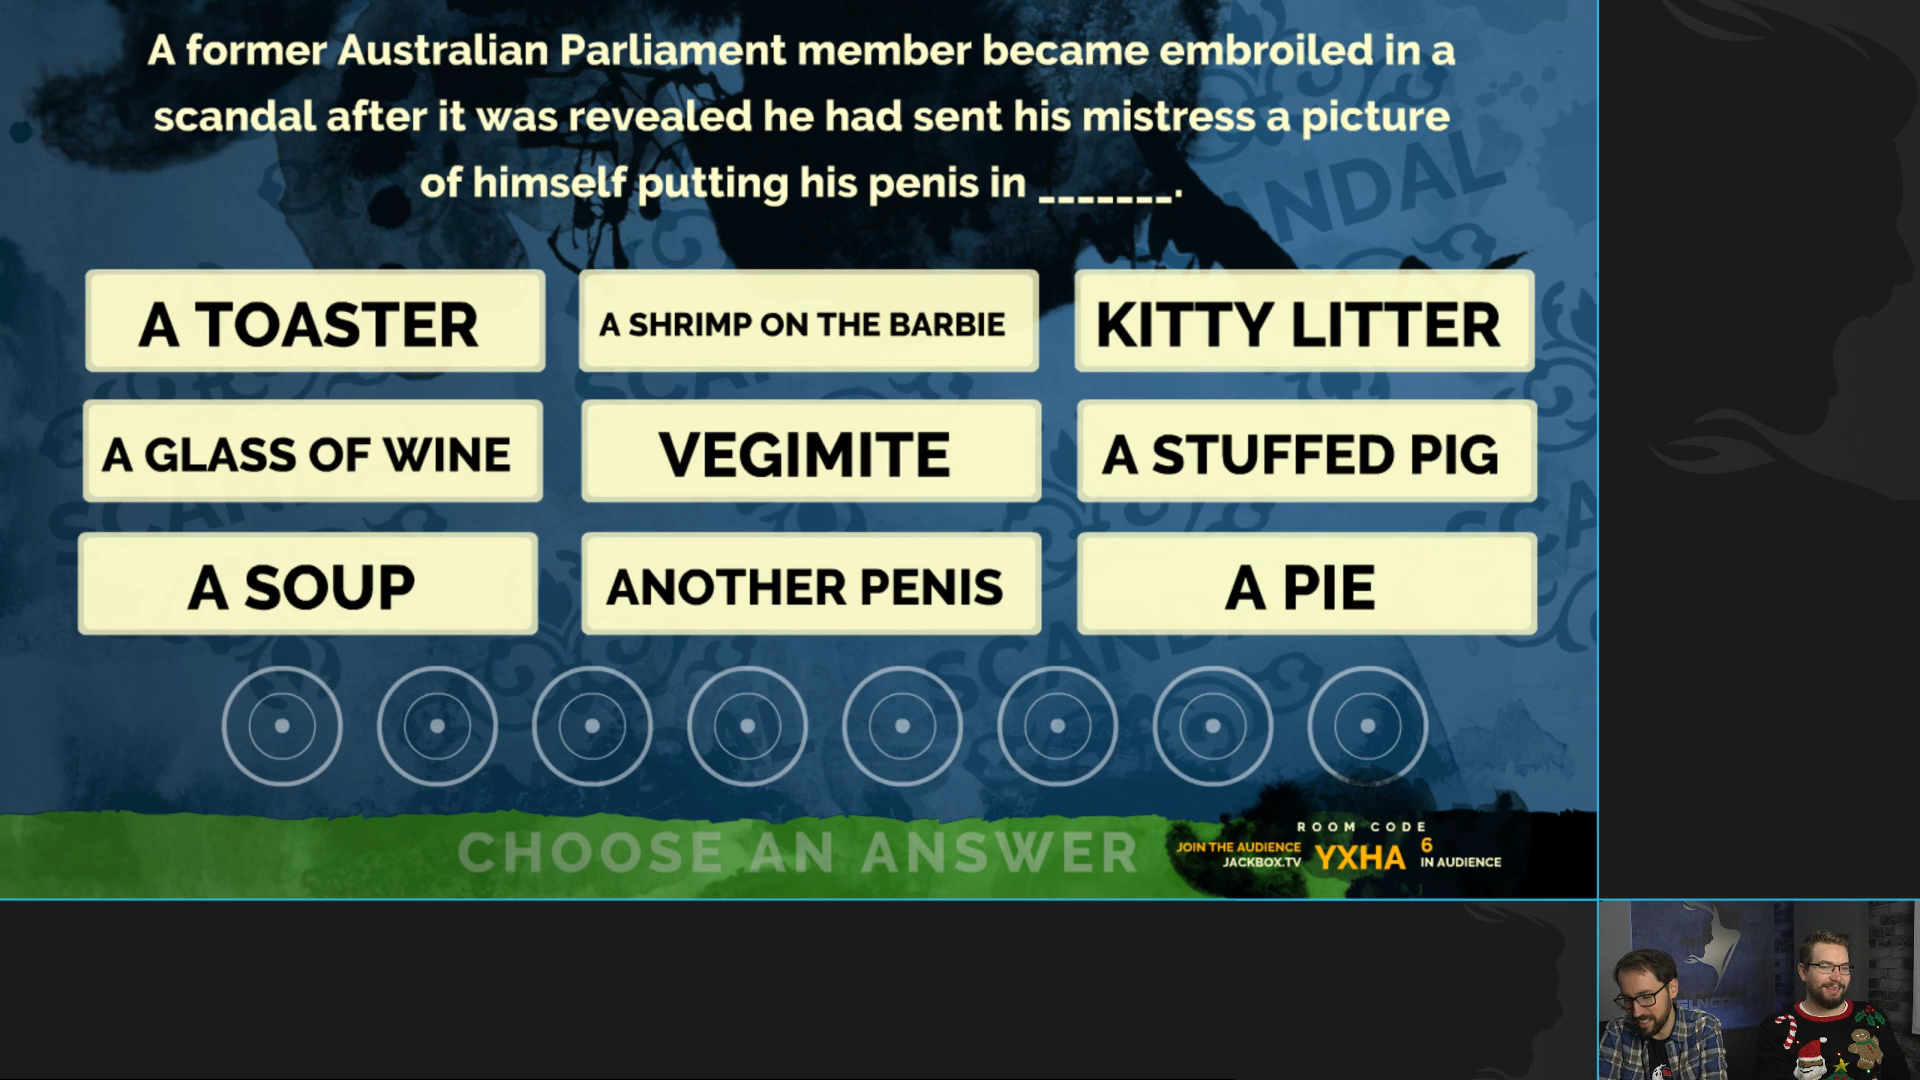 A former Australian Parliament member became embroiled in a
scandal after it was revealed he had sent his mistress a picture
of himself putting his penis in _______.
A TOASTER
A SHRIMP ON THE BARBIE
KITTY LITTER
A GLASS OF WINE
VEGIMITE
A STUFFED PIG
A SOUP
ANOTHER PENIS
A PIE
CHOOSE AN ANSWER
ROOM CODE
JOIN THE AUDIENCE
JACKBOX.TV
YXHA
6
IN AUDIENCE